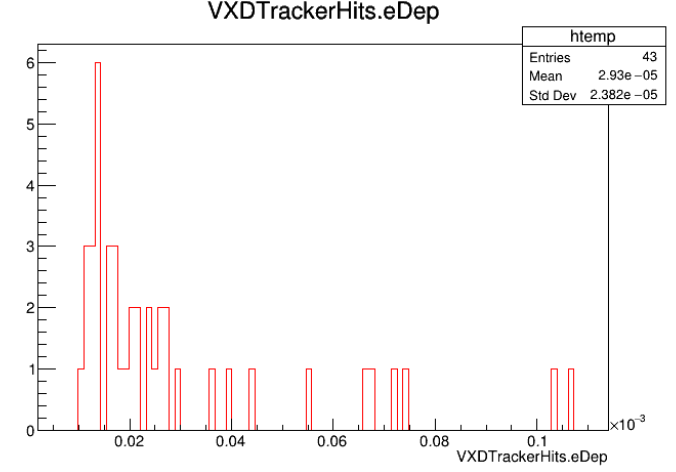 VXDTrackerHits.eDep
htemp
Entries 43
Mean 2.93e−05
Std Dev 2.382e−05
6
5
4
3
2
1
0
0.02 0.04 0.06 0.08 0.1
×10−3
VXDTrackerHits.eDep